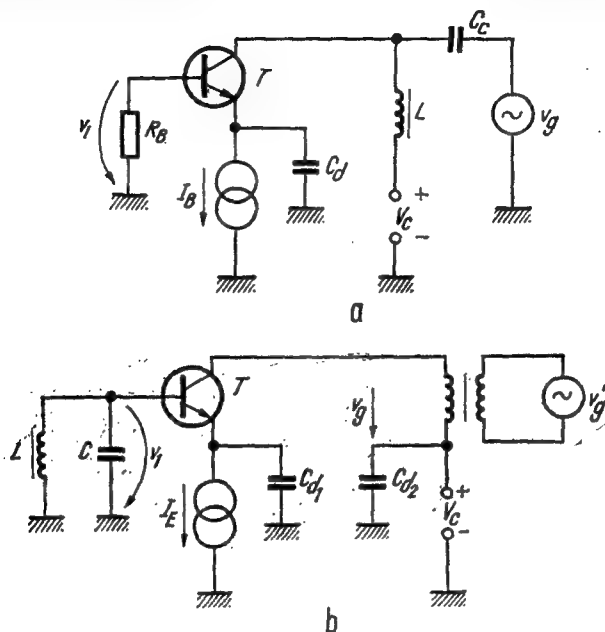 C_c
T
v_1
R_B
L
v_g
I_B
C_d
+
V_c
-
a
T
L
C
v_1
v_g
v_g'
I_E
C_d1
C_d2
+
V_c
-
b